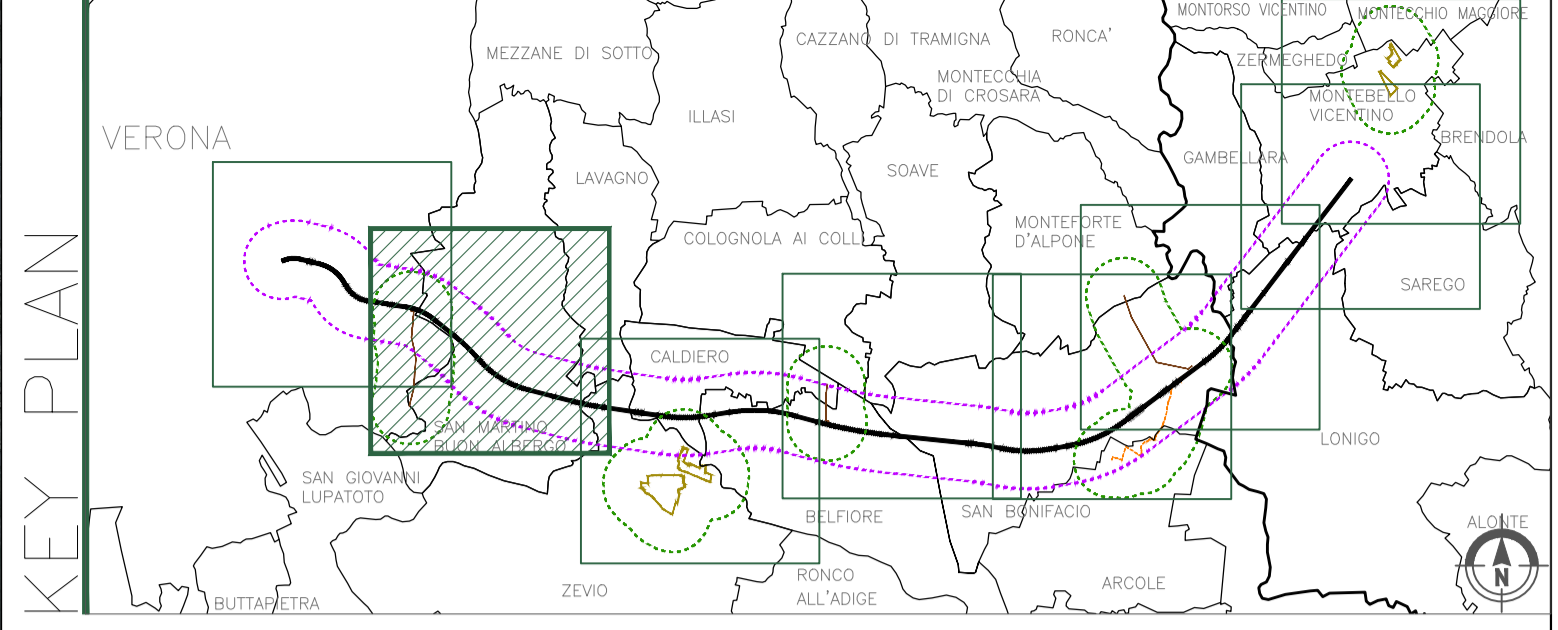 KEY PLAN
VERONA
MEZZANE DI SOTTO
CAZZANO DI TRAMIGNA
RONCA'
MONTORSO VICENTINO
MONTECCHIO MAGGIORE
ZERMEGHEDO
MONTECCHIA
DI CROSARA
MONTEBELLO
VICENTINO
ILLASI
BRENDOLA
GAMBELLARA
SOAVE
LAVAGNO
MONTEFORTE
D'ALPONE
COLOGNOLA AI COLLI
SAREGO
CALDIERO
SAN MARTINO
BUON ALBERGO
LONIGO
SAN GIOVANNI
LUPATOTO
BELFIORE
SAN BONIFACIO
ALONTE
RONCO
ALL'ADIGE
ARCOLE
ZEVIO
BUTTAPIETRA
N